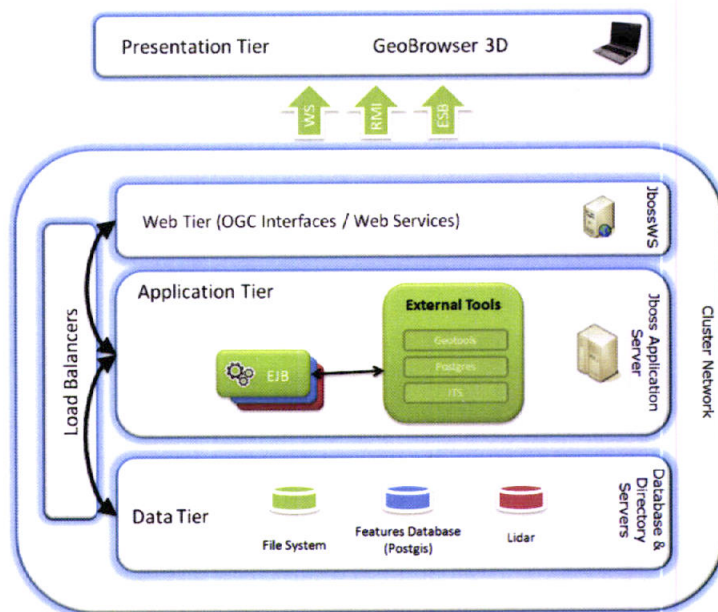 Presentation Tier GeoBrowser 3D
WS
RMI
ESB
Web Tier (OGC Interfaces / Web Services)
JbossWS
Load Balancers
Application Tier
External Tools
Geotools
Postgres
JTS
EJB
Jboss Application
Server
Cluster Network
Data Tier
File System
Features Database
(Postgis)
Lidar
Database &
Directory
Servers